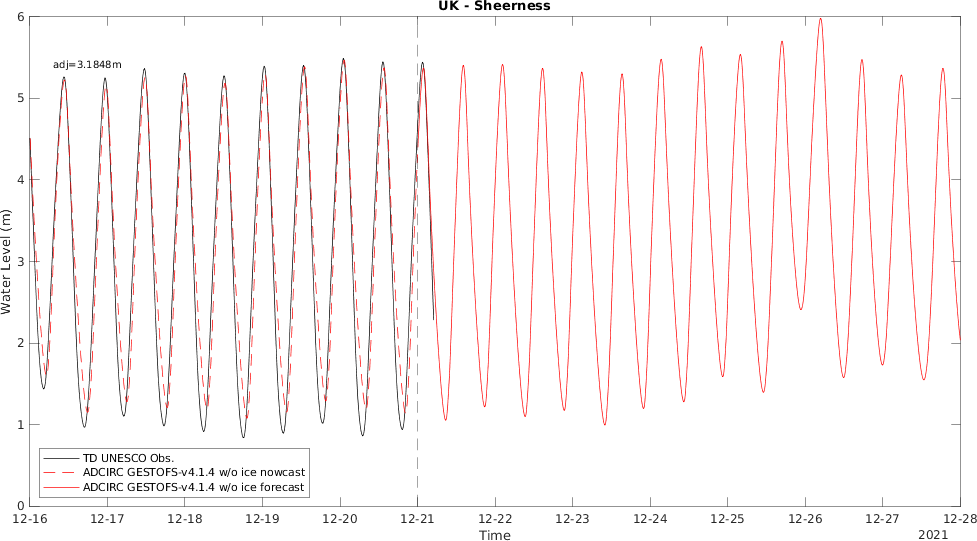 UK - Sheerness
adj=3.1848m
6
5
4
3
2
1
0
Water Level (m)
TD UNESCO Obs.
ADCIRC GESTOFS-v4.1.4 w/o ice nowcast
ADCIRC GESTOFS-v4.1.4 w/o ice forecast
12-16 12-17 12-18 12-19 12-20 12-21 12-22 12-23 12-24 12-25 12-26 12-27 12-28
Time
2021